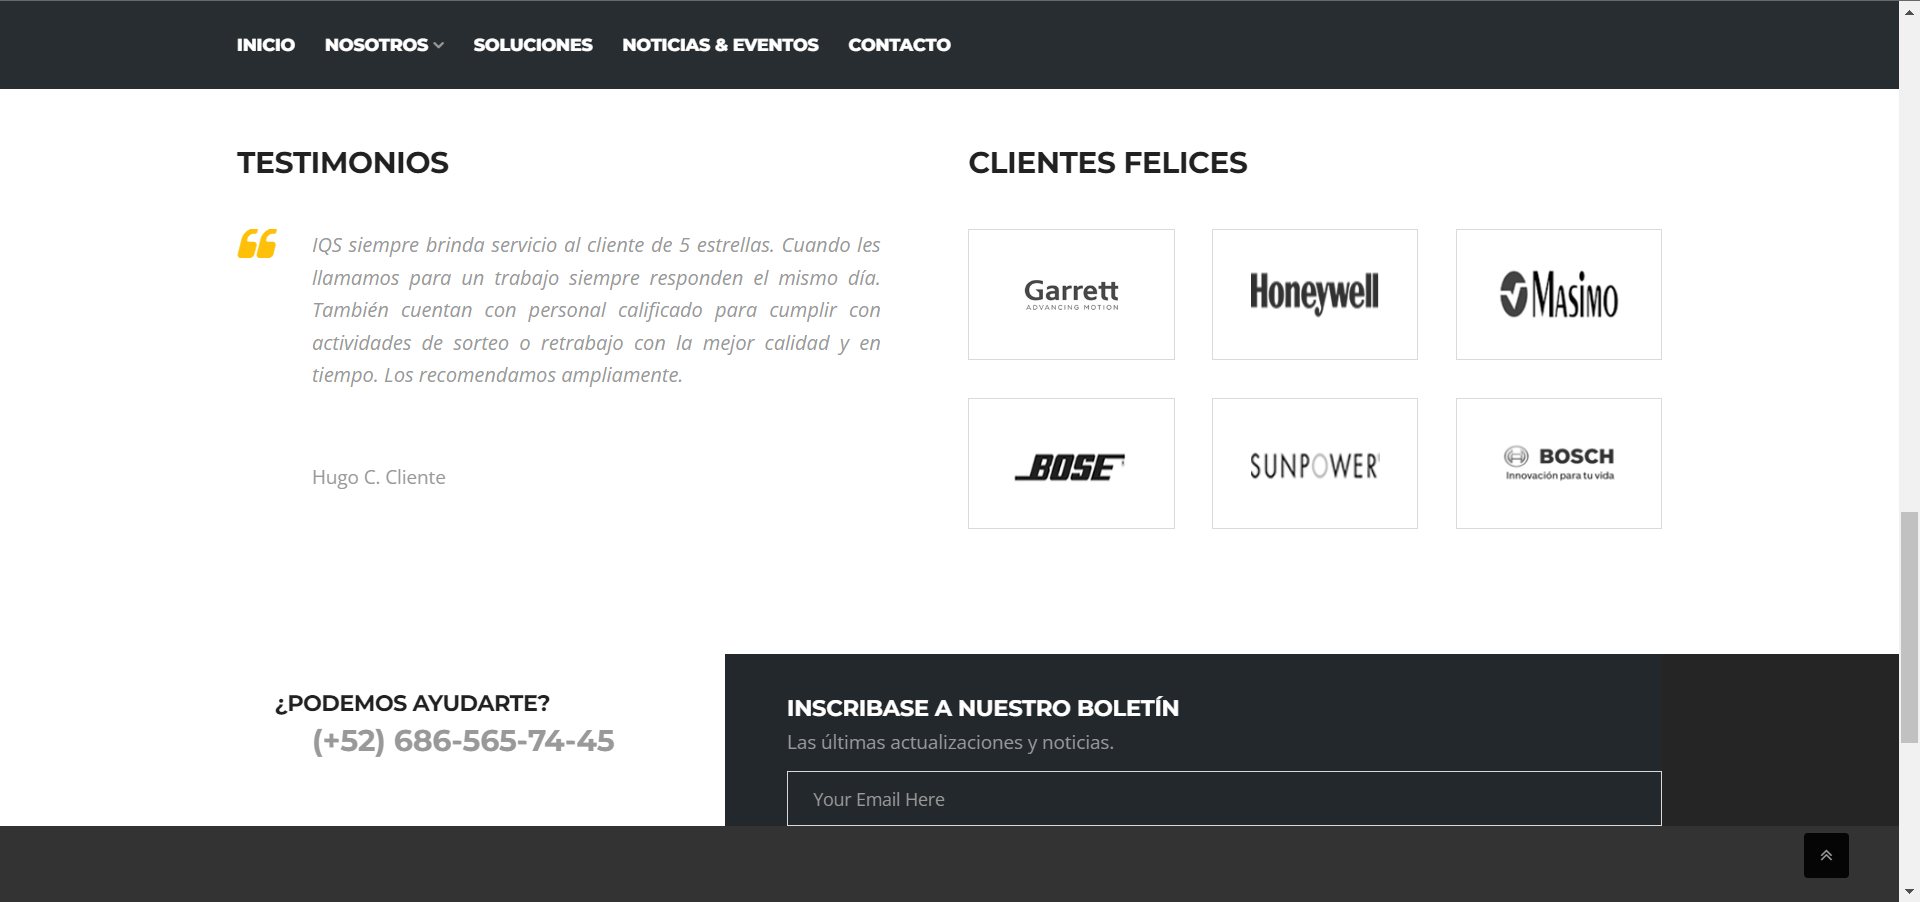 INICIO NOSOTROS SOLUCIONES NOTICIAS & EVENTOS CONTACTO
TESTIMONIOS
IQS siempre brinda servicio al cliente de 5 estrellas. Cuando les
llamamos para un trabajo siempre responden el mismo día.
También cuentan con personal calificado para cumplir con
actividades de sorteo o retrabajo con la mejor calidad y en
tiempo. Los recomendamos ampliamente.
Hugo C. Cliente
CLIENTES FELICES
Garrett
ADVANCING MOTION
Honeywell
MASIMO
BOSE
SUNPOWER
BOSCH
Innovación para tu vida
¿PODEMOS AYUDARTE?
(+52) 686-565-74-45
INSCRIBASE A NUESTRO BOLETÍN
Las últimas actualizaciones y noticias.
Your Email Here